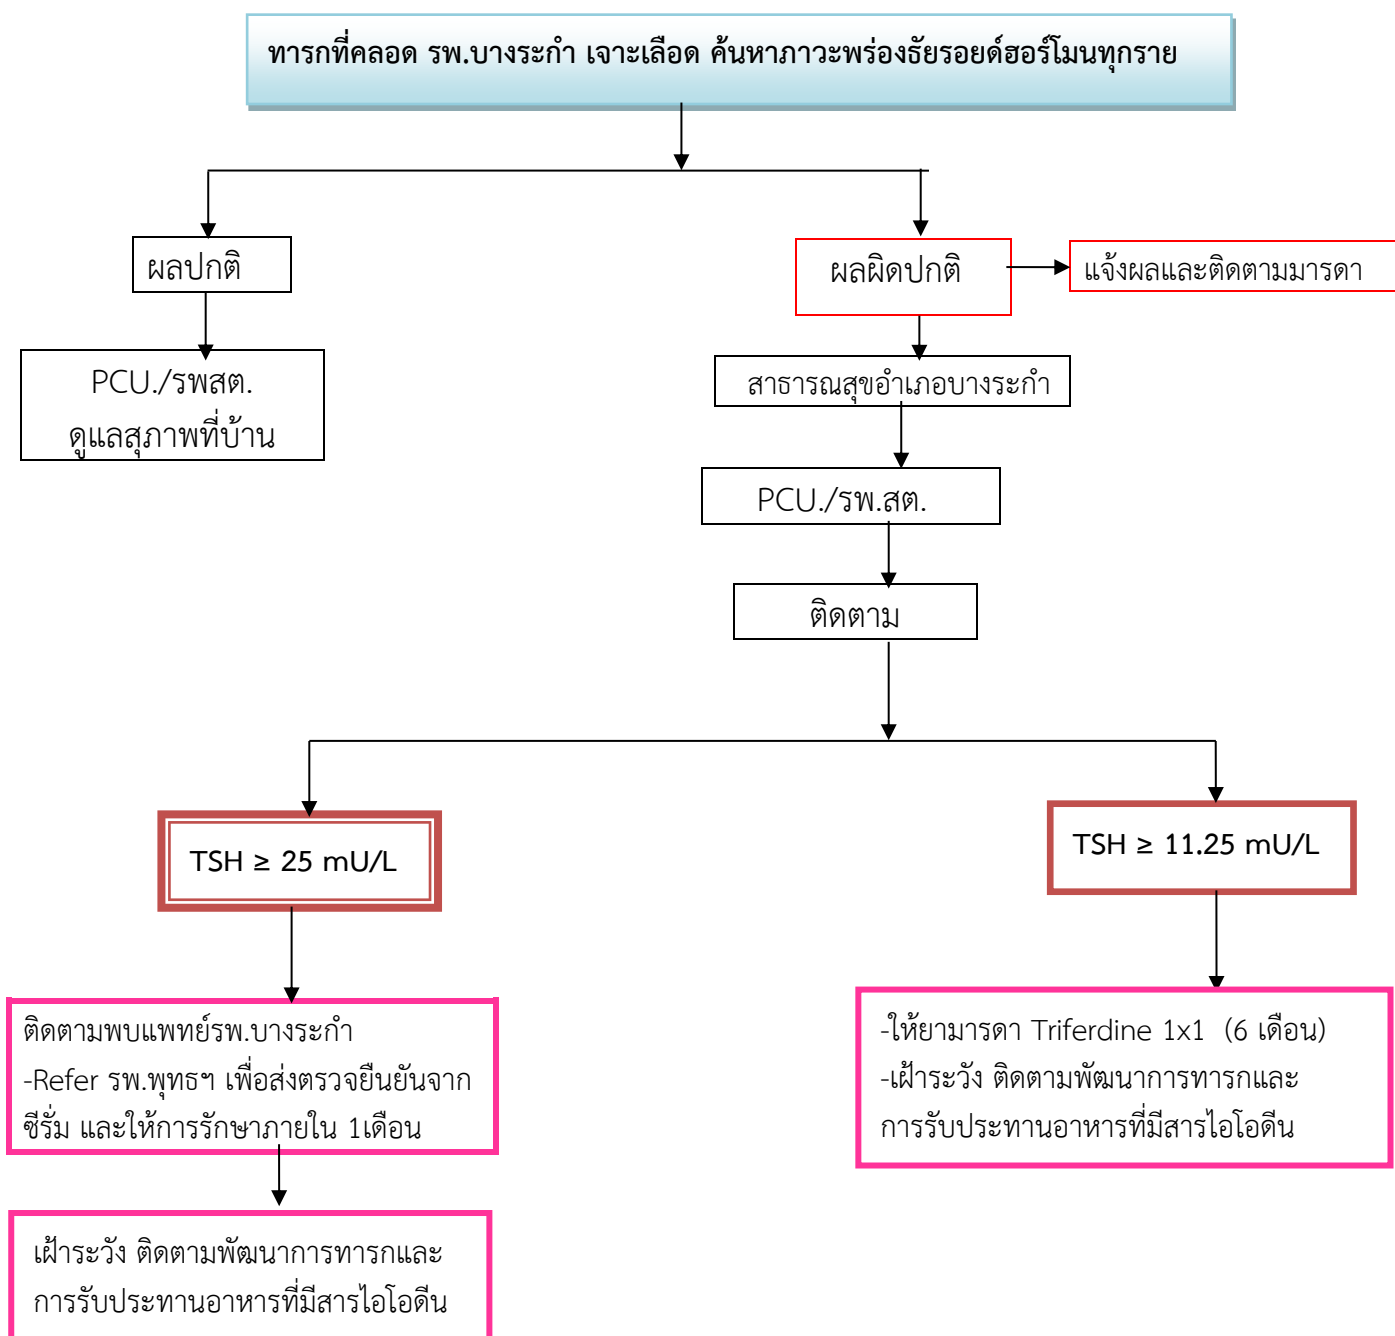 ทารกที่คลอด รพ.บางระกำ เจาะเลือด ค้นหาภาวะพร่องธัยรอยด์ฮอร์โมนทุกราย
ผลปกติ
ผลผิดปกติ
แจ้งผลและติดตามมารดา
PCU./รพสต.
ดูแลสุภาพที่บ้าน
สาธารณสุขอำเภอบางระกำ
PCU./รพ.สต.
ติดตาม
TSH ≥ 25 mU/L
TSH ≥ 11.25 mU/L
ติดตามพบแพทย์รพ.บางระกำ
-Refer รพ.พุทธฯ เพื่อส่งตรวจยืนยันจาก
ซีรั่ม และให้การรักษาภายใน 1เดือน
-ให้ยามารดา Triferdine 1x1 (6 เดือน)
-เฝ้าระวัง ติดตามพัฒนาการทารกและ
การรับประทานอาหารที่มีสารไอโอดีน
เฝ้าระวัง ติดตามพัฒนาการทารกและ
การรับประทานอาหารที่มีสารไอโอดีน